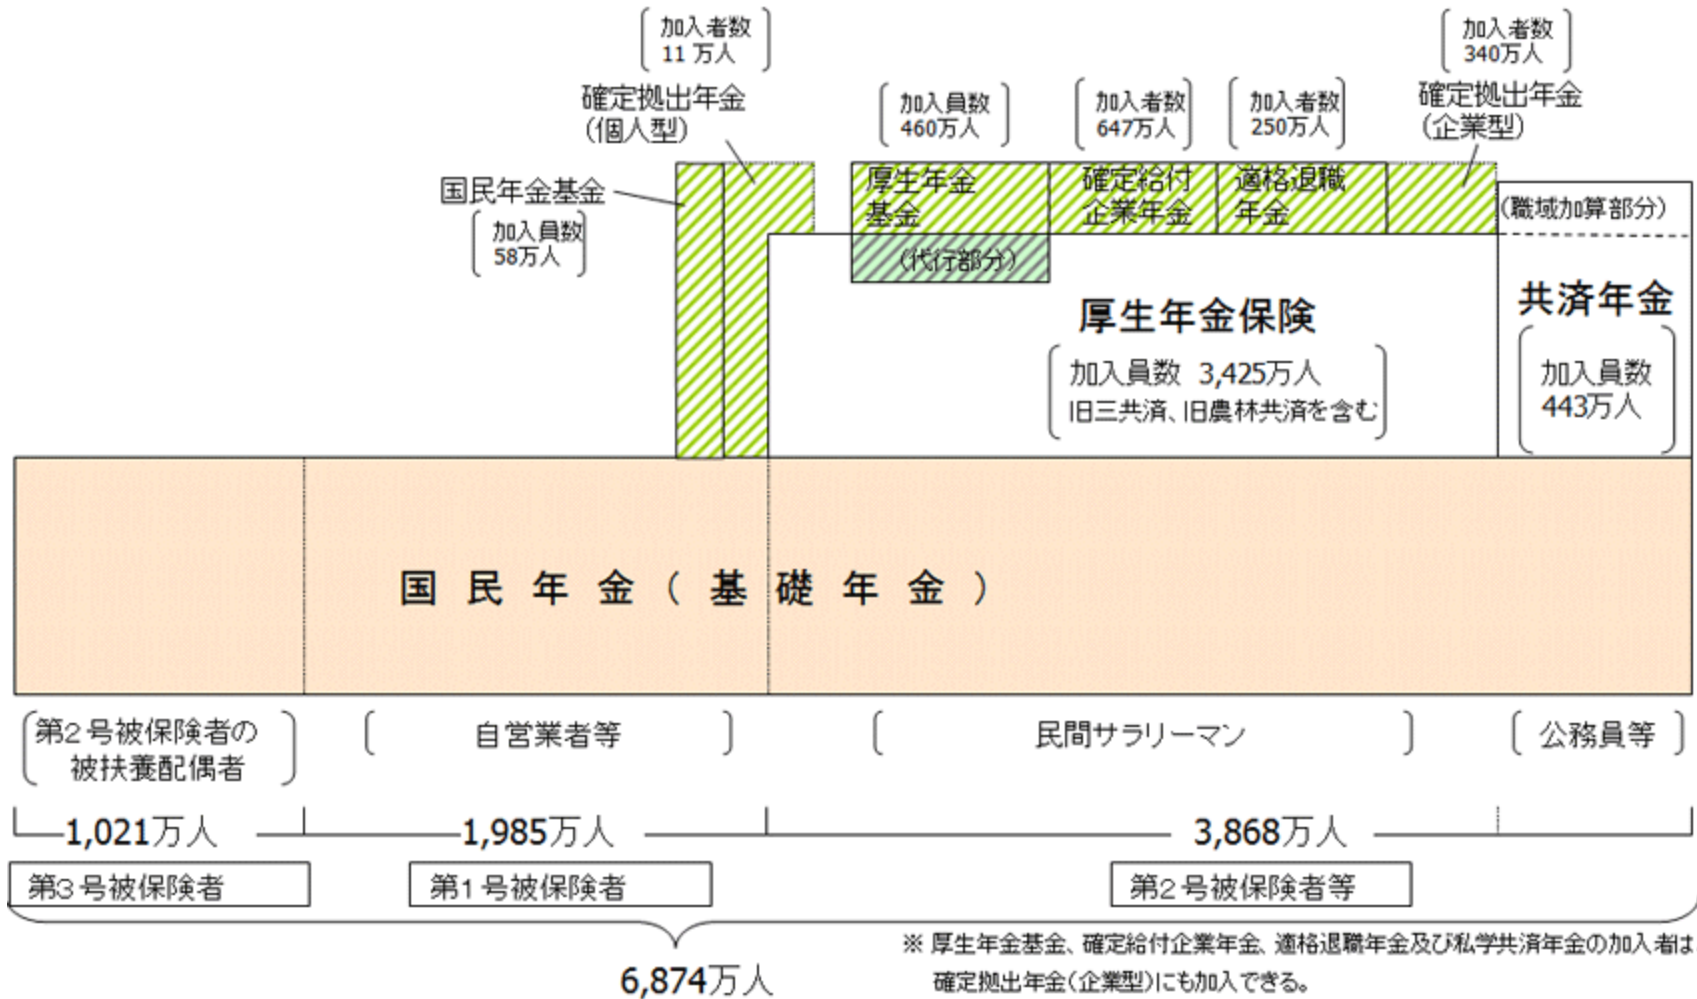 加入者数
11万人
確定拠出年金
(個人型)
加入者数
340万人
確定拠出年金
(企業型)
加入員数
460万人
加入者数
647万人
加入者数
250万人
国民年金基金
加入員数
58万人
厚生年金
基金
確定給付
企業年金
適格退職
年金
(職域加算部分)
(代行部分)
厚生年金保険
加入員数 3,425万人
旧三共済、旧農林共済を含む
共済年金
加入員数
443万人
国民年金(基礎年金)
第2号被保険者の
被扶養配偶者
自営業者等
民間サラリーマン
公務員等
1,021万人
1,985万人
3,868万人
第3号被保険者
第1号被保険者
第2号被保険者等
6,874万人
※ 厚生年金基金、確定給付企業年金、適格退職年金及び私学共済年金の加入者は、
確定拠出年金(企業型)にも加入できる。